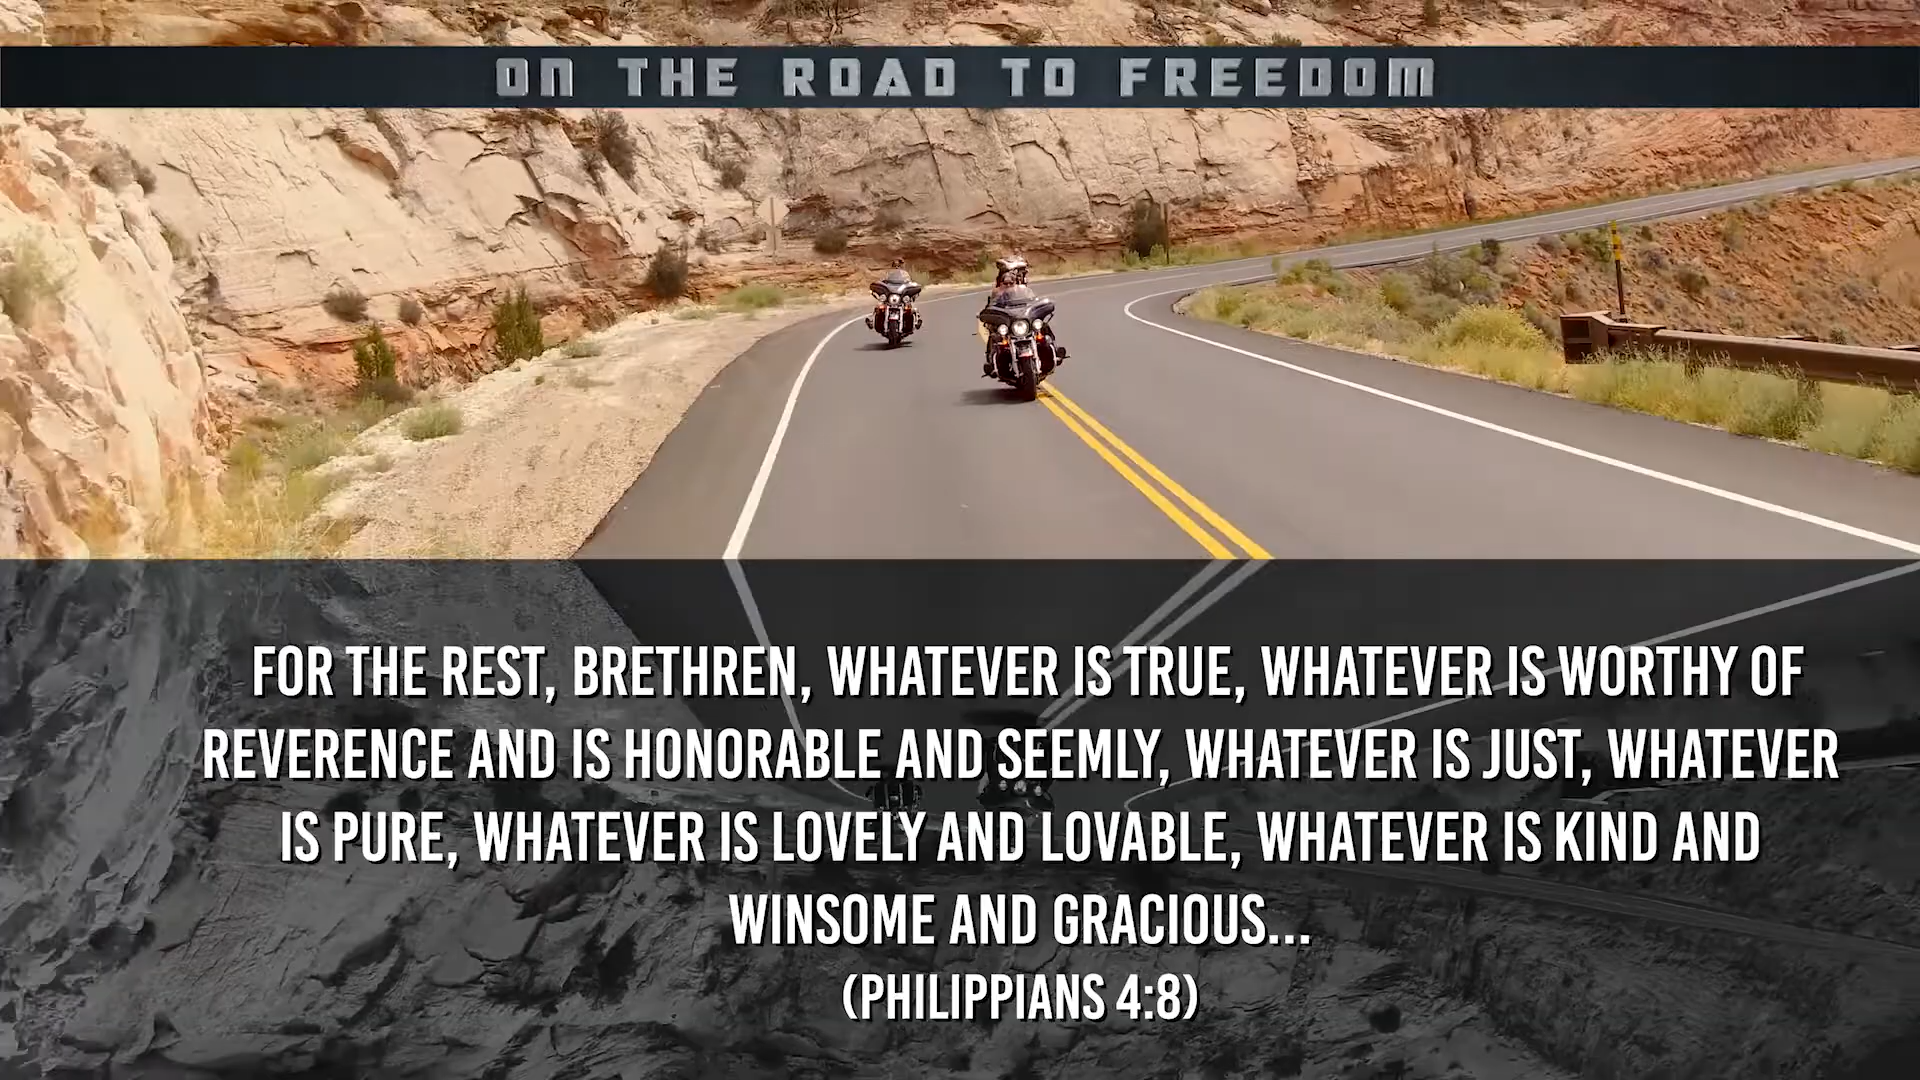 ON THE ROAD TO FREEDOM
FOR THE REST, BRETHREN, WHATEVER IS TRUE, WHATEVER IS WORTHY OF
REVERENCE AND IS HONORABLE AND SEEMLY, WHATEVER IS JUST, WHATEVER
IS PURE, WHATEVER IS LOVELY AND LOVABLE, WHATEVER IS KIND AND
WINSOME AND GRACIOUS...
(PHILIPPIANS 4:8)